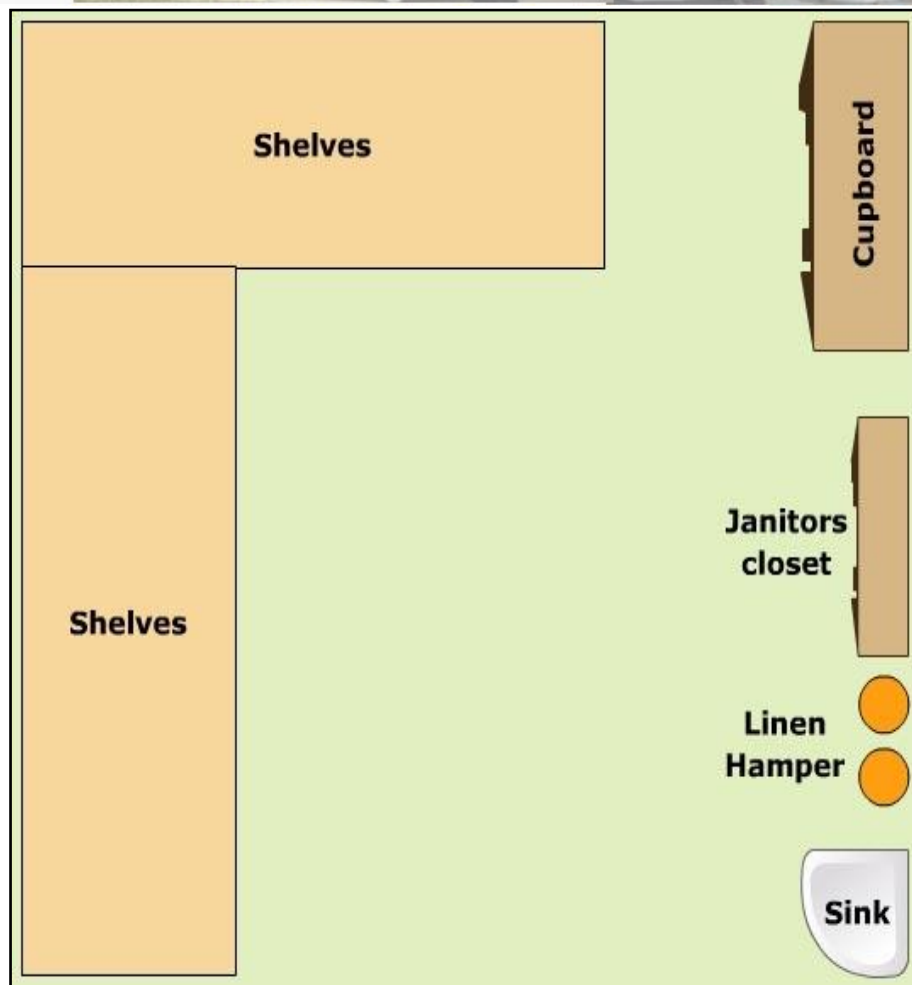 Shelves
Cupboard
Janitors
closet
Shelves
Linen
Hamper
Sink